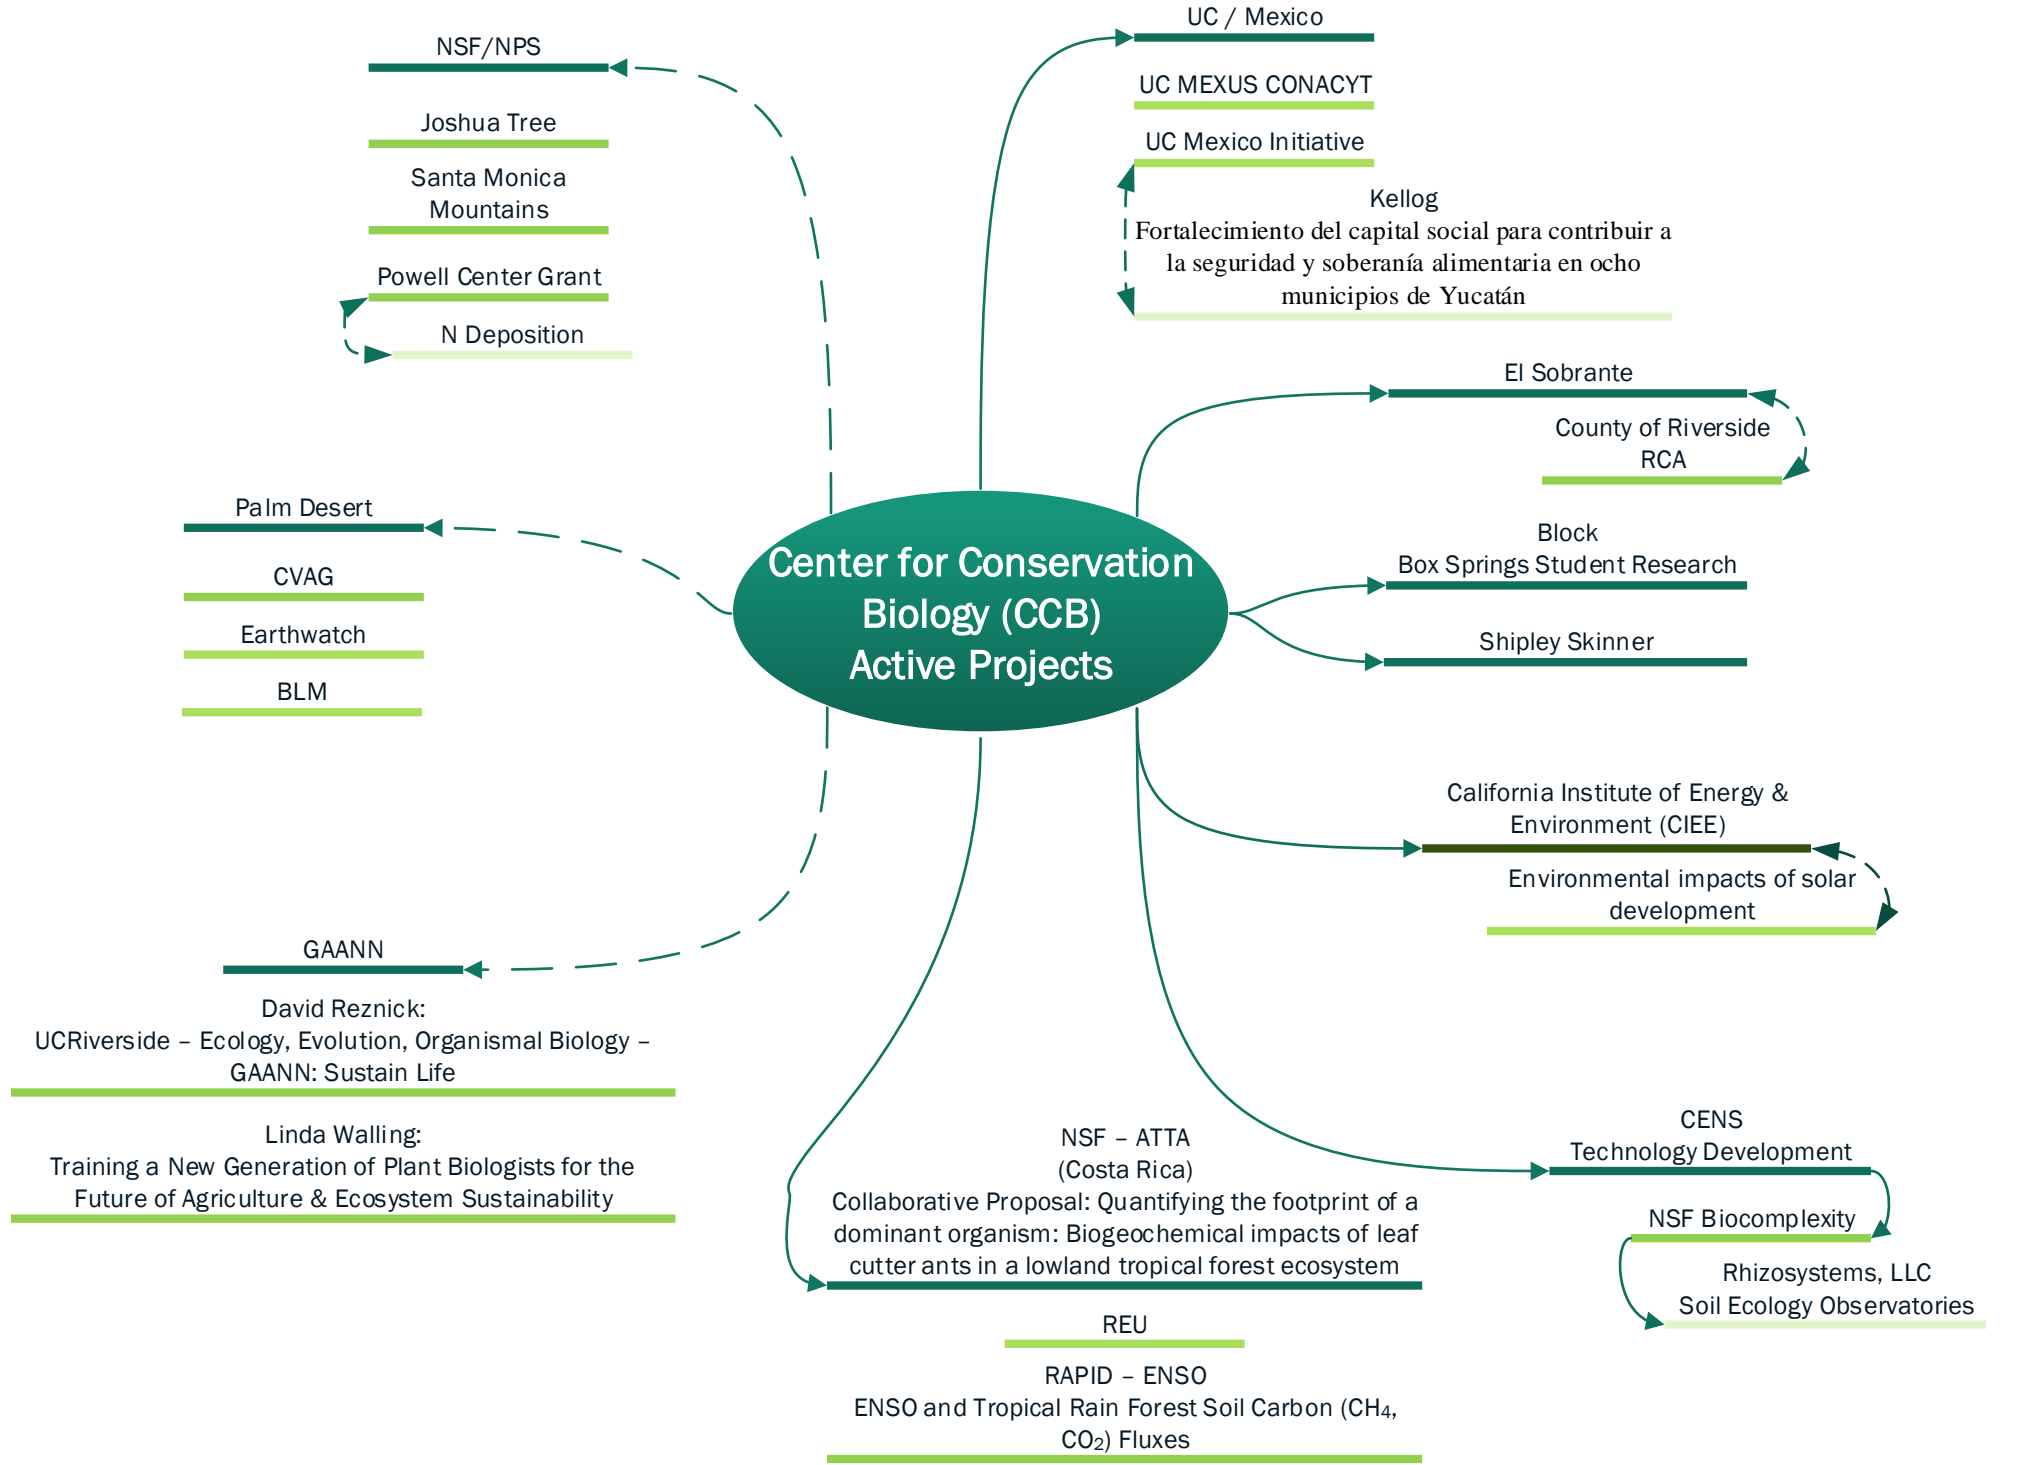 NSF/NPS
Joshua Tree
Santa Monica
Mountains
Powell Center Grant
N Deposition
UC / Mexico
UC MEXUS CONACYT
UC Mexico Initiative
Kellog
Fortalecimiento del capital social para contribuir a
la seguridad y soberanía alimentaria en ocho
municipios de Yucatán
El Sobrante
County of Riverside
RCA
Block
Box Springs Student Research
Shipley Skinner
Palm Desert
CVAG
Earthwatch
BLM
Center for Conservation
Biology (CCB)
Active Projects
California Institute of Energy &
Environment (CIEE)
Environmental impacts of solar
development
GAANN
David Reznick:
UCRiverside – Ecology, Evolution, Organismal Biology –
GAANN: Sustain Life
Linda Walling:
Training a New Generation of Plant Biologists for the
Future of Agriculture & Ecosystem Sustainability
NSF – ATTA
(Costa Rica)
Collaborative Proposal: Quantifying the footprint of a
dominant organism: Biogeochemical impacts of leaf
cutter ants in a lowland tropical forest ecosystem
REU
RAPID – ENSO
ENSO and Tropical Rain Forest Soil Carbon (CH₄,
CO₂) Fluxes
CENS
Technology Development
NSF Biocomplexity
Rhizosystems, LLC
Soil Ecology Observatories